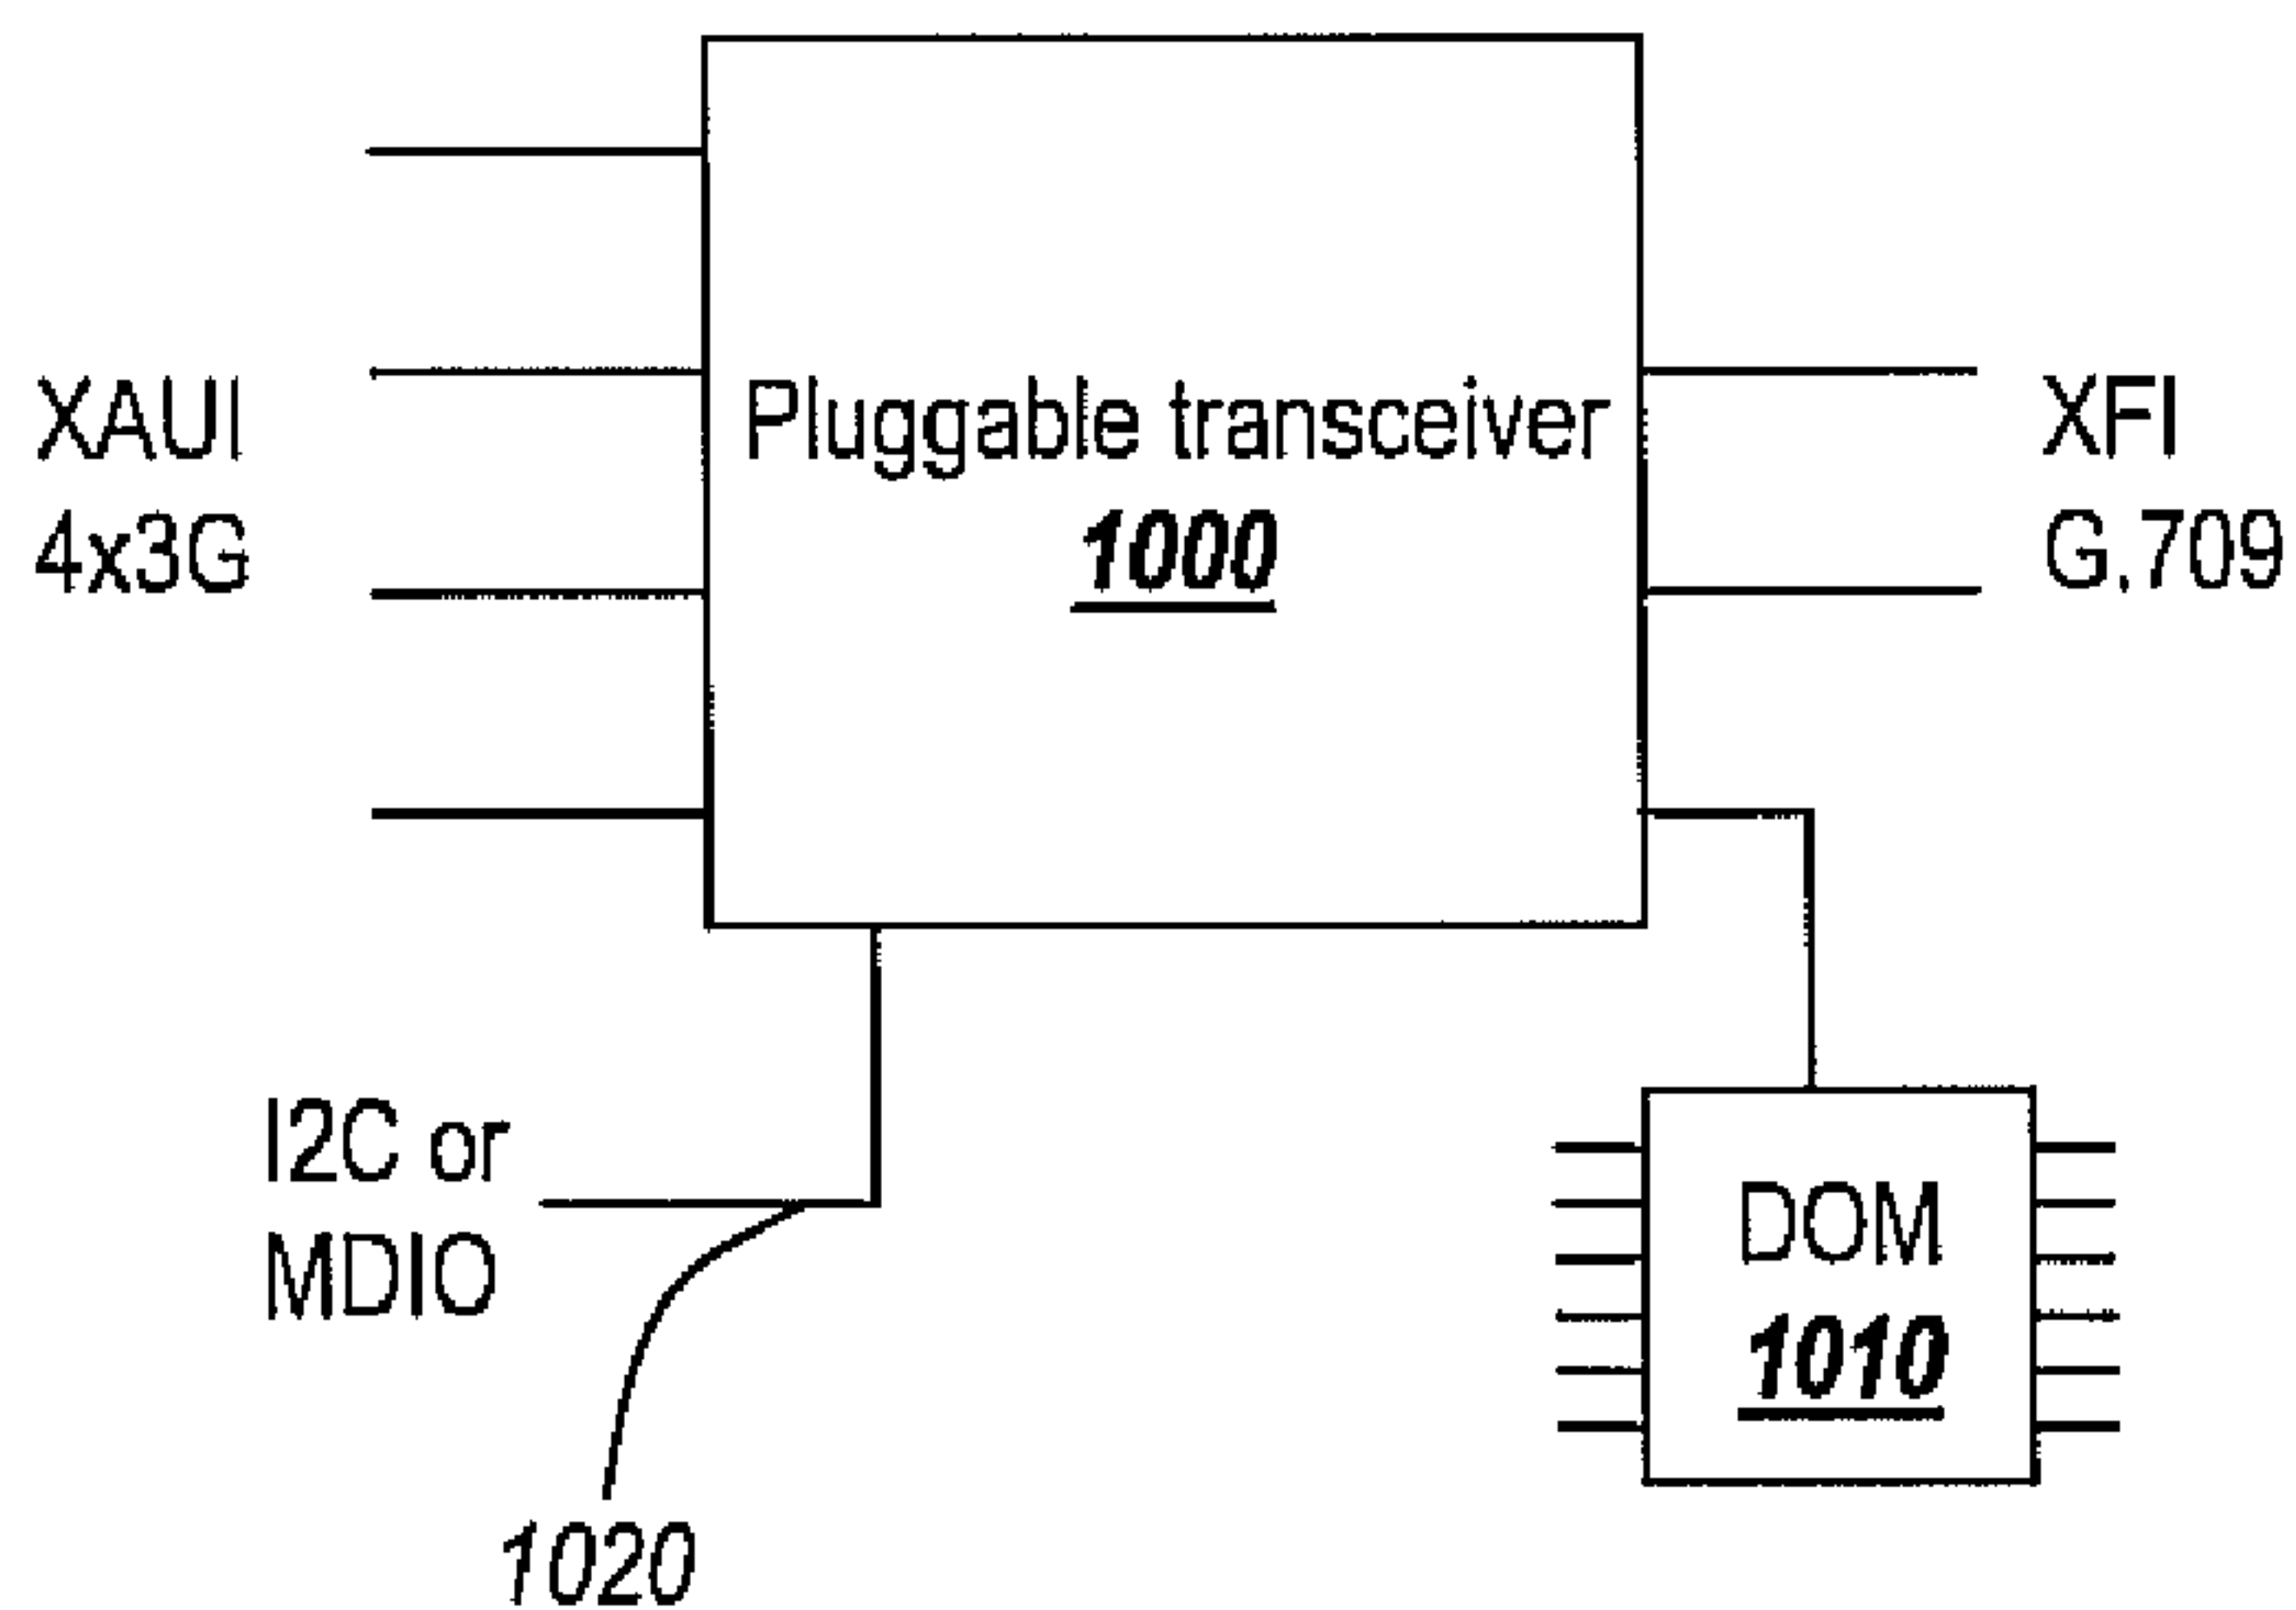 XAUI
4x3G
Pluggable transceiver
1000
XFI
G.709
I2C or
MDIO
1020
DOM
1010